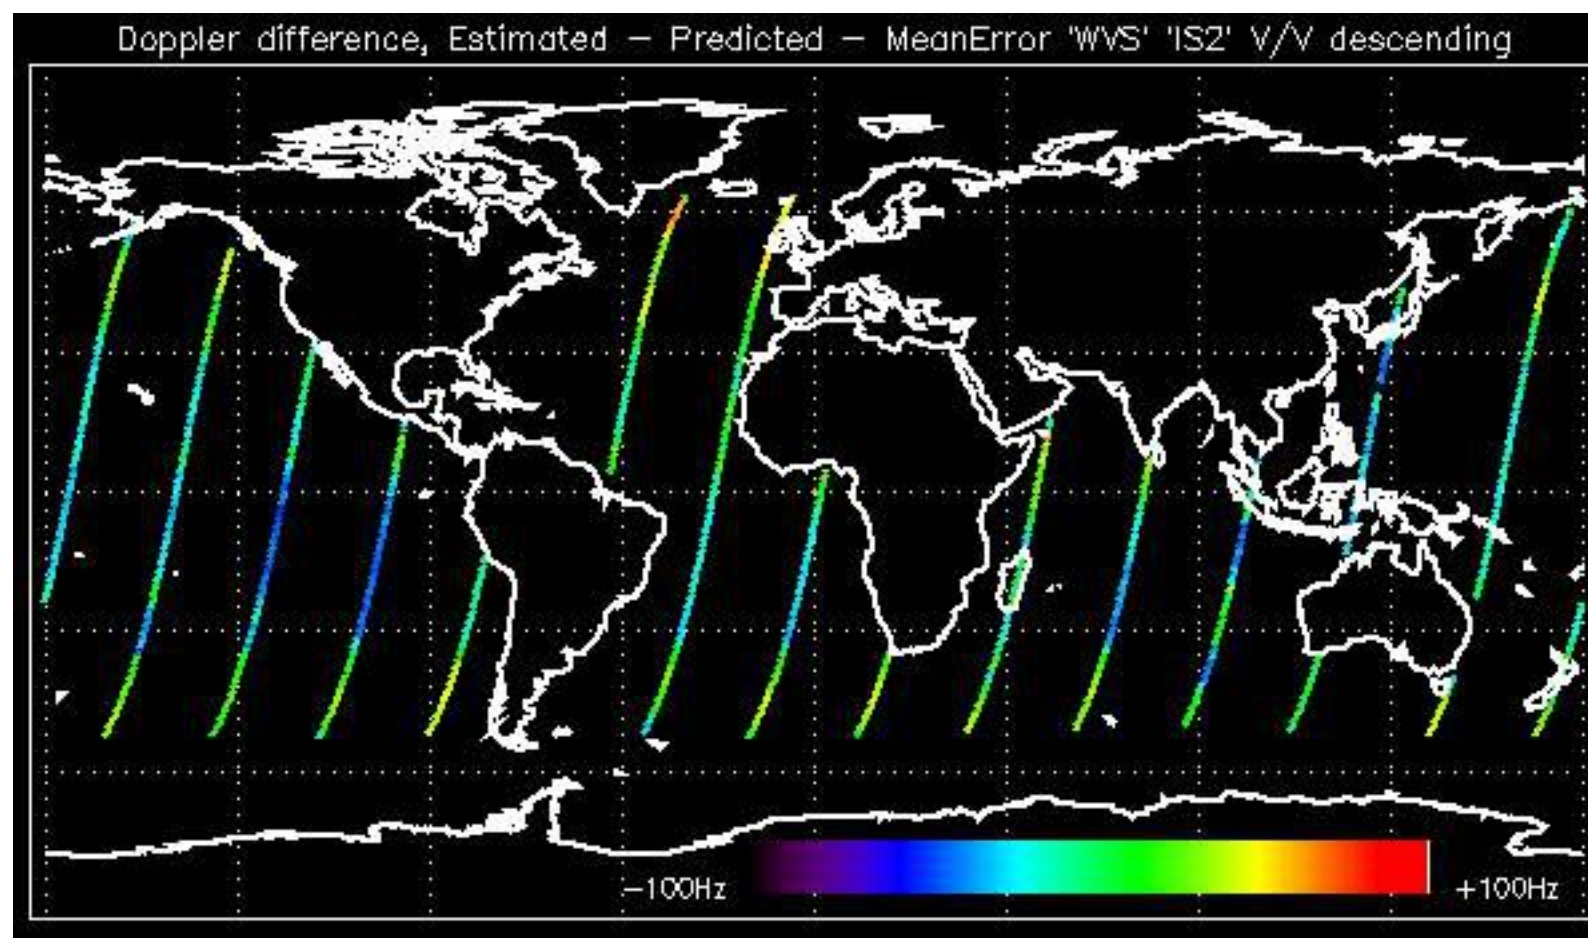 Doppler difference, Estimated – Predicted – MeanError 'WVS' 'IS2' V/V descending
−100Hz +100Hz